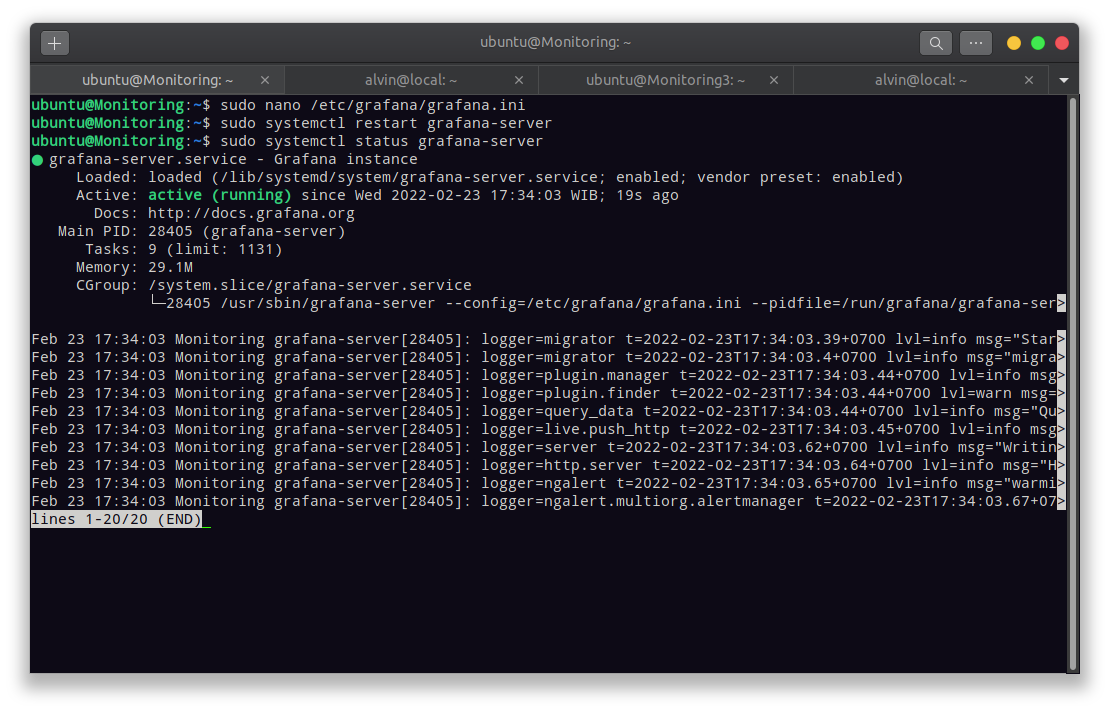 ubuntu@Monitoring: ~
ubuntu@Monitoring: ~ × alvin@local: ~ × ubuntu@Monitoring3: ~ × alvin@local: ~ ×
ubuntu@Monitoring:~$ sudo nano /etc/grafana/grafana.ini
ubuntu@Monitoring:~$ sudo systemctl restart grafana-server
ubuntu@Monitoring:~$ sudo systemctl status grafana-server
● grafana-server.service - Grafana instance
Loaded: loaded (/lib/systemd/system/grafana-server.service; enabled; vendor preset: enabled)
Active: active (running) since Wed 2022-02-23 17:34:03 WIB; 19s ago
Docs: http://docs.grafana.org
Main PID: 28405 (grafana-server)
Tasks: 9 (limit: 1131)
Memory: 29.1M
CGroup: /system.slice/grafana-server.service
└─28405 /usr/sbin/grafana-server --config=/etc/grafana/grafana.ini --pidfile=/run/grafana/grafana-ser>
Feb 23 17:34:03 Monitoring grafana-server[28405]: logger=migrator t=2022-02-23T17:34:03.39+0700 lvl=info msg="Star>
Feb 23 17:34:03 Monitoring grafana-server[28405]: logger=migrator t=2022-02-23T17:34:03.4+0700 lvl=info msg="migra>
Feb 23 17:34:03 Monitoring grafana-server[28405]: logger=plugin.manager t=2022-02-23T17:34:03.44+0700 lvl=info msg>
Feb 23 17:34:03 Monitoring grafana-server[28405]: logger=plugin.finder t=2022-02-23T17:34:03.44+0700 lvl=warn msg=>
Feb 23 17:34:03 Monitoring grafana-server[28405]: logger=query_data t=2022-02-23T17:34:03.44+0700 lvl=info msg="Qu>
Feb 23 17:34:03 Monitoring grafana-server[28405]: logger=live.push_http t=2022-02-23T17:34:03.45+0700 lvl=info msg>
Feb 23 17:34:03 Monitoring grafana-server[28405]: logger=server t=2022-02-23T17:34:03.62+0700 lvl=info msg="Writin>
Feb 23 17:34:03 Monitoring grafana-server[28405]: logger=http.server t=2022-02-23T17:34:03.64+0700 lvl=info msg="H>
Feb 23 17:34:03 Monitoring grafana-server[28405]: logger=ngalert t=2022-02-23T17:34:03.65+0700 lvl=info msg="warmi>
Feb 23 17:34:03 Monitoring grafana-server[28405]: logger=ngalert.multiorg.alertmanager t=2022-02-23T17:34:03.67+07>
lines 1-20/20 (END)